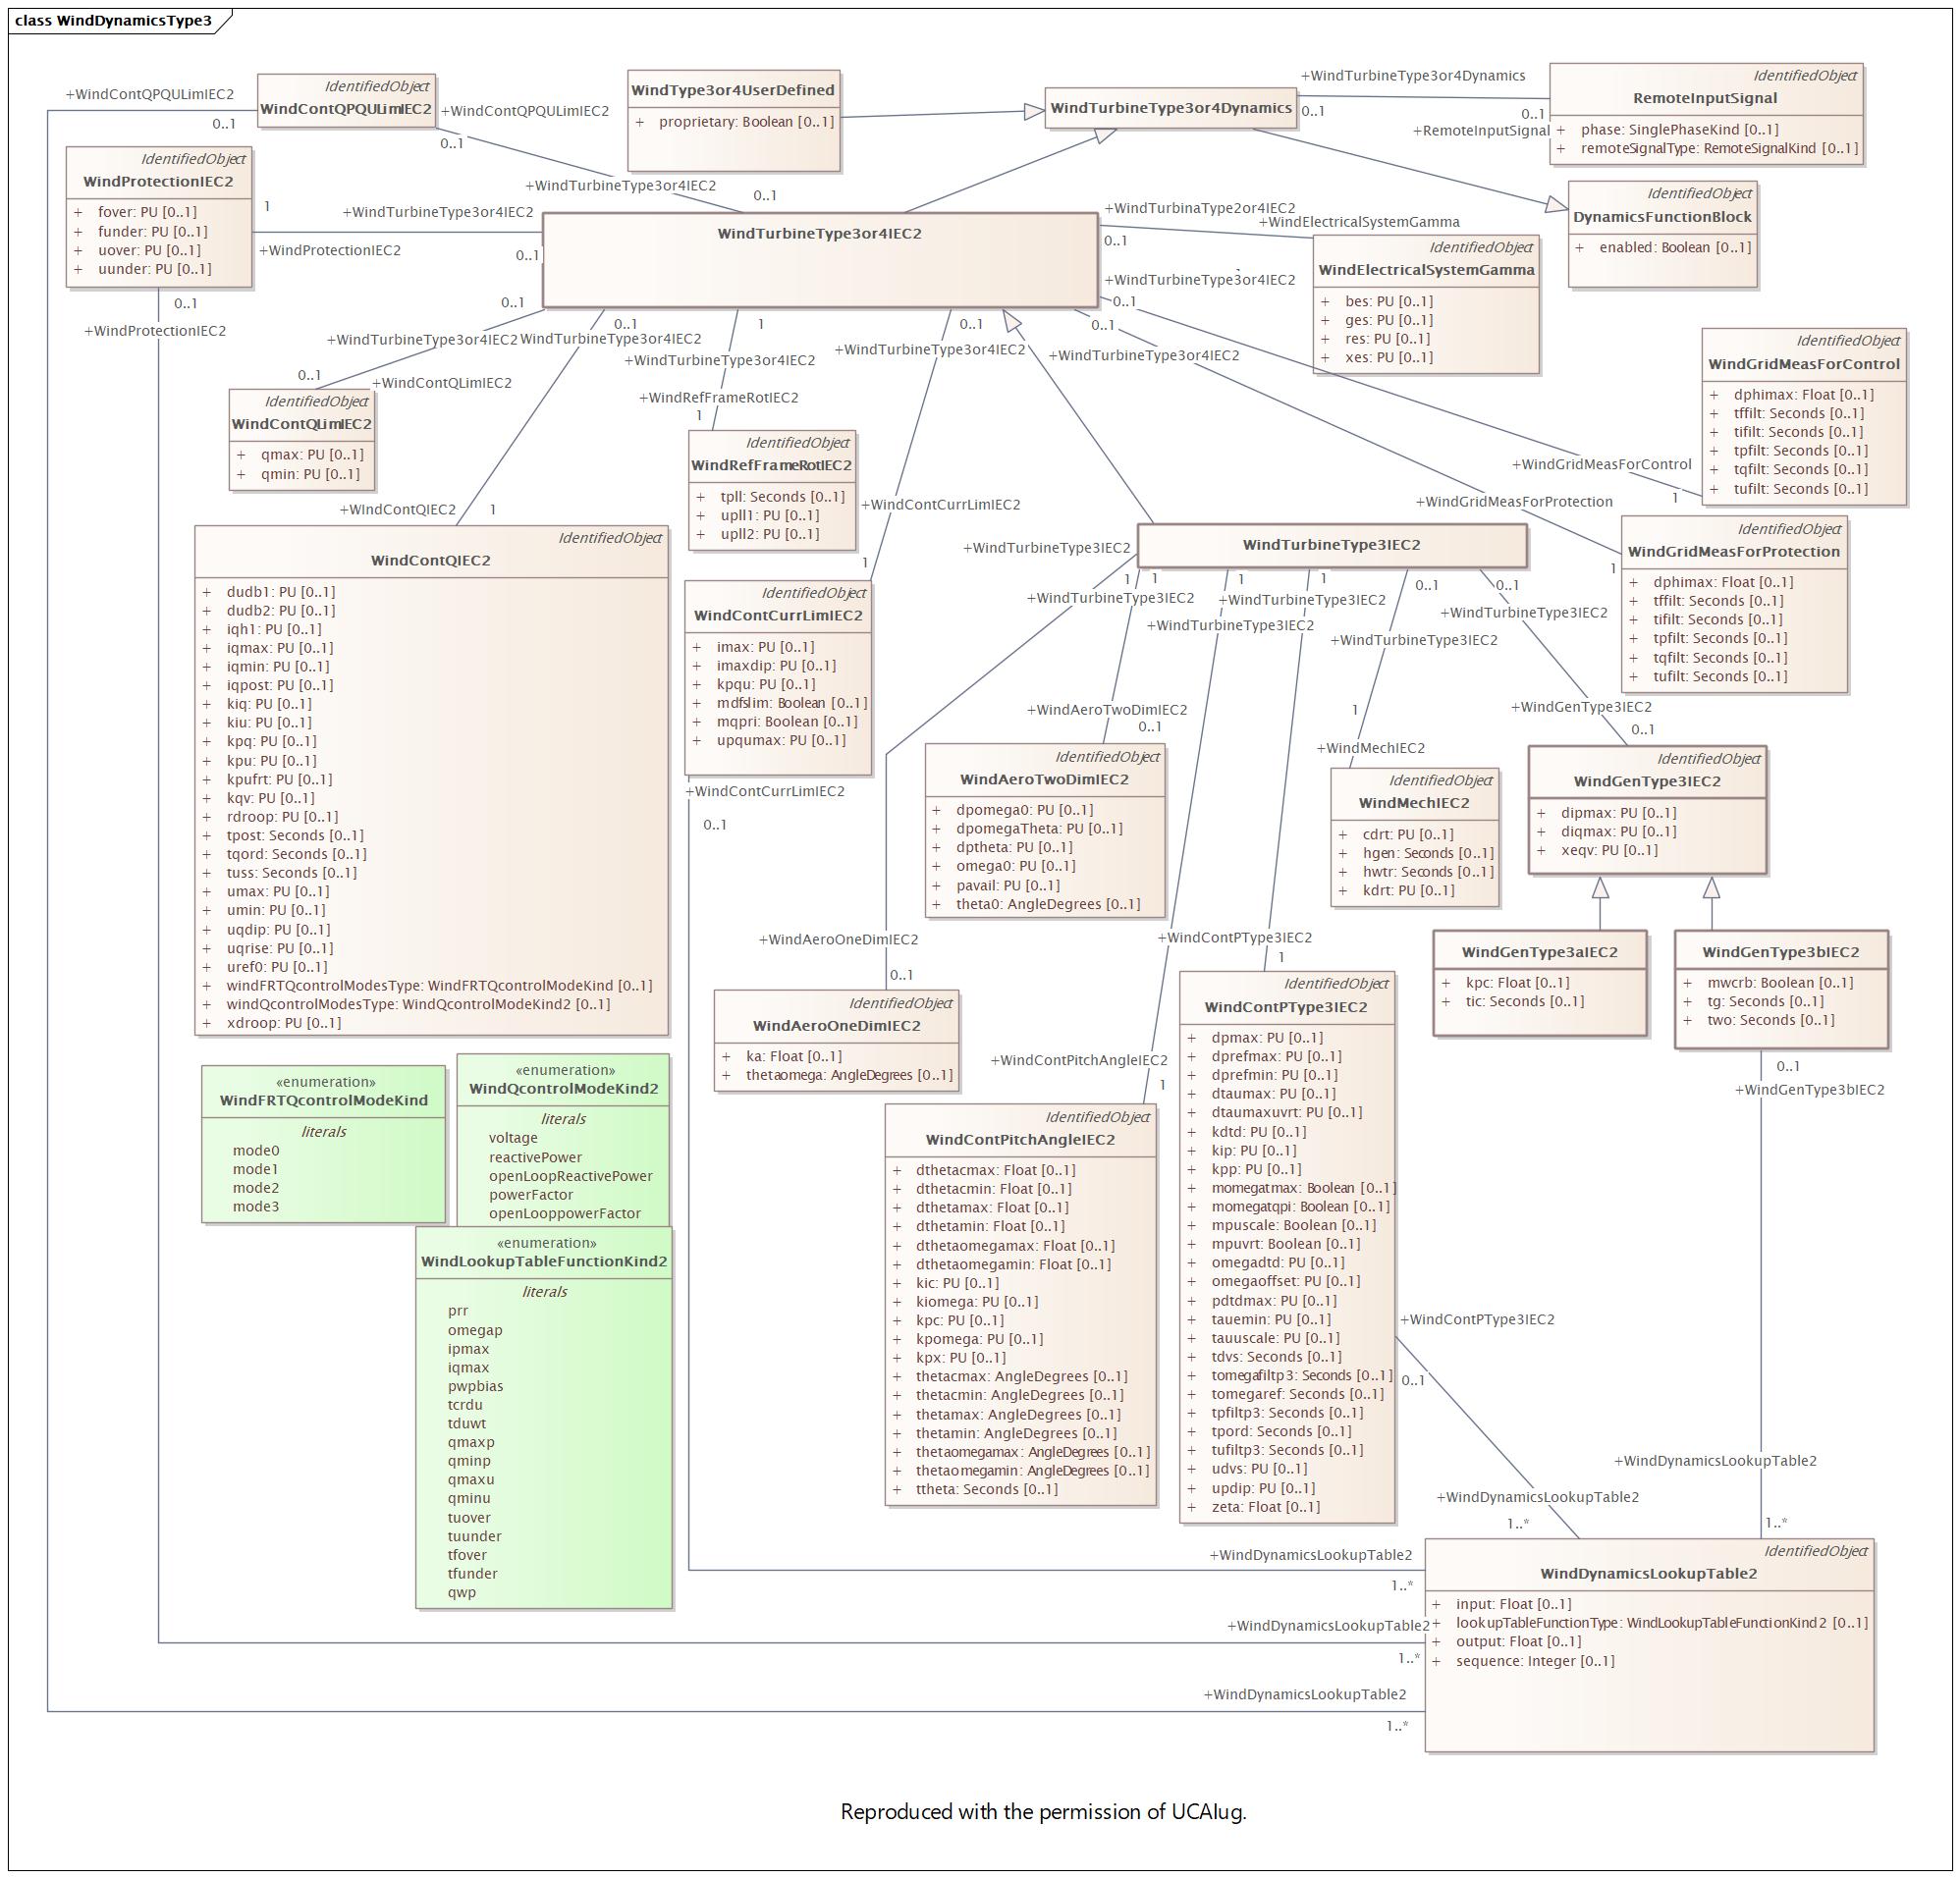 class WindDynamicsType3
IdentifiedObject
WindContQPQULimIEC2
+WindContQPQULimIEC2
0..1
+WindContQPQULimIEC2
0..1
WindType3or4UserDefined
+ proprietary: Boolean [0..1]
WindTurbineType3or4Dynamics
+WindTurbineType3or4Dynamics
0..1
0..1
+RemoteInputSignal
IdentifiedObject
RemoteInputSignal
+ phase: SinglePhaseKind [0..1]
+ remoteSignalType: RemoteSignalKind [0..1]
IdentifiedObject
WindProtectionIEC2
+ fover: PU [0..1]
+ funder: PU [0..1]
+ uover: PU [0..1]
+ uunder: PU [0..1]
1
+WindTurbineType3or4IEC2
+WindProtectionIEC2
0..1
+WindTurbineType3or4IEC2
0..1
WindTurbineType3or4IEC2
+WindTurbinaType2or4IEC2
0..1
+WindElectricalSystemGamma
IdentifiedObject
DynamicsFunctionBlock
+ enabled: Boolean [0..1]
IdentifiedObject
WindElectricalSystemGamma
+ bes: PU [0..1]
+ ges: PU [0..1]
+ res: PU [0..1]
+ xes: PU [0..1]
+WindTurbineType3or4IEC2
0..1
0..1
+WindProtectionIEC2
0..1
+WindTurbineType3or4IEC2
0..1
+WindContQLimIEC2
0..1
+WindTurbineType3or4IEC2
1
+WindTurbineType3or4IEC2
0..1
+WindTurbineType3or4IEC2
0..1
+WindTurbineType3or4IEC2
IdentifiedObject
WindContQLimIEC2
+ qmax: PU [0..1]
+ qmin: PU [0..1]
+WindRefFrameRotIEC2
1
IdentifiedObject
WindRefFrameRotIEC2
+ tpll: Seconds [0..1]
+ upll1: PU [0..1]
+ upll2: PU [0..1]
IdentifiedObject
WindGridMeasForControl
+ dphimax: Float [0..1]
+ tffilt: Seconds [0..1]
+ tifilt: Seconds [0..1]
+ tpfilt: Seconds [0..1]
+ tqfilt: Seconds [0..1]
+ tufilt: Seconds [0..1]
+WindGridMeasForControl
1
+WindGridMeasForProtection
1
IdentifiedObject
WindGridMeasForProtection
+ dphimax: Float [0..1]
+ tffilt: Seconds [0..1]
+ tifilt: Seconds [0..1]
+ tpfilt: Seconds [0..1]
+ tqfilt: Seconds [0..1]
+ tufilt: Seconds [0..1]
+WIndContQIEC2
1
IdentifiedObject
WindContQIEC2
+ dudb1: PU [0..1]
+ dudb2: PU [0..1]
+ iqh1: PU [0..1]
+ iqmax: PU [0..1]
+ iqmin: PU [0..1]
+ iqpost: PU [0..1]
+ kiq: PU [0..1]
+ kiu: PU [0..1]
+ kpq: PU [0..1]
+ kpu: PU [0..1]
+ kpufrt: PU [0..1]
+ kqv: PU [0..1]
+ rdroop: PU [0..1]
+ tpost: Seconds [0..1]
+ tqord: Seconds [0..1]
+ tuss: Seconds [0..1]
+ umax: PU [0..1]
+ umin: PU [0..1]
+ uqdip: PU [0..1]
+ uqrise: PU [0..1]
+ uref0: PU [0..1]
+ windFRTQcontrolModesType: WindFRTQcontrolModeKind [0..1]
+ windQcontrolModesType: WindQcontrolModeKind2 [0..1]
+ xdroop: PU [0..1]
+WindContCurrLimIEC2
1
IdentifiedObject
WindContCurrLimIEC2
+ imax: PU [0..1]
+ imaxdip: PU [0..1]
+ kpqu: PU [0..1]
+ mdfslim: Boolean [0..1]
+ mqpri: Boolean [0..1]
+ upqumax: PU [0..1]
+WindContCurrLimIEC2
0..1
WindTurbineType3IEC2
+WindTurbineType3IEC2
1
1
+WindTurbineType3IEC2
1
+WindTurbineType3IEC2
1
+WindTurbineType3IEC2
0..1
+WindTurbineType3IEC2
0..1
+WindTurbineType3IEC2
+WindAeroTwoDimIEC2
0..1
IdentifiedObject
WindAeroTwoDimIEC2
+ dpomega0: PU [0..1]
+ dpomegaTheta: PU [0..1]
+ dptheta: PU [0..1]
+ omega0: PU [0..1]
+ pavail: PU [0..1]
+ theta0: AngleDegrees [0..1]
1
+WindMechIEC2
IdentifiedObject
WindMechIEC2
+ cdrt: PU [0..1]
+ hgen: Seconds [0..1]
+ hwtr: Seconds [0..1]
+ kdrt: PU [0..1]
+WindGenType3IEC2
0..1
IdentifiedObject
WindGenType3IEC2
+ dipmax: PU [0..1]
+ diqmax: PU [0..1]
+ xeqv: PU [0..1]
WindGenType3aIEC2
+ kpc: Float [0..1]
+ tic: Seconds [0..1]
WindGenType3bIEC2
+ mwcrb: Boolean [0..1]
+ tg: Seconds [0..1]
+ two: Seconds [0..1]
0..1
+WindGenType3bIEC2
+WindAeroOneDimIEC2
0..1
IdentifiedObject
WindAeroOneDimIEC2
+ ka: Float [0..1]
+ thetaomega: AngleDegrees [0..1]
+WindContPitchAngleIEC2
1
IdentifiedObject
WindContPitchAngleIEC2
+ dthetacmax: Float [0..1]
+ dthetacmin: Float [0..1]
+ dthetamax: Float [0..1]
+ dthetamin: Float [0..1]
+ dthetaomegamax: Float [0..1]
+ dthetaomegamin: Float [0..1]
+ kic: PU [0..1]
+ kiomega: PU [0..1]
+ kpc: PU [0..1]
+ kpomega: PU [0..1]
+ kpx: PU [0..1]
+ thetacmax: AngleDegrees [0..1]
+ thetacmin: AngleDegrees [0..1]
+ thetamax: AngleDegrees [0..1]
+ thetamin: AngleDegrees [0..1]
+ thetaomegamax: AngleDegrees [0..1]
+ thetaomegamin: AngleDegrees [0..1]
+ ttheta: Seconds [0..1]
+WindContPType3IEC2
1
IdentifiedObject
WindContPType3IEC2
+ dpmax: PU [0..1]
+ dprefmax: PU [0..1]
+ dprefmin: PU [0..1]
+ dtaumax: PU [0..1]
+ dtaumaxuvrt: PU [0..1]
+ kdtd: PU [0..1]
+ kip: PU [0..1]
+ kpp: PU [0..1]
+ momegatmax: Boolean [0..1]
+ momegatqpi: Boolean [0..1]
+ mpuscale: Boolean [0..1]
+ mpuvrt: Boolean [0..1]
+ omegadtd: PU [0..1]
+ omegaoffset: PU [0..1]
+ pdtdmax: PU [0..1]
+ tauemin: PU [0..1]
+ tauuscale: PU [0..1]
+ tdvs: Seconds [0..1]
+ tomegafiltp3: Seconds [0..1]
+ tomegaref: Seconds [0..1]
+ tpfiltp3: Seconds [0..1]
+ tpord: Seconds [0..1]
+ tufiltp3: Seconds [0..1]
+ udvs: PU [0..1]
+ updip: PU [0..1]
+ zeta: Float [0..1]
+WindContPType3IEC2
0..1
«enumeration»
WindFRTQcontrolModeKind
literals
mode0
mode1
mode2
mode3
«enumeration»
WindQcontrolModeKind2
literals
voltage
reactivePower
openLoopReactivePower
powerFactor
openLooppowerFactor
«enumeration»
WindLookupTableFunctionKind2
literals
prr
omegap
ipmax
iqmax
pwpbias
tcrdu
tduwt
qmaxp
qminp
qmaxu
qminu
tuover
tuunder
tfover
tfunder
qwp
+WindDynamicsLookupTable2
1..*
+WindDynamicsLookupTable2
1..*
+WindDynamicsLookupTable2
1..*
+WindDynamicsLookupTable2
1..*
+WindDynamicsLookupTable2
1..*
IdentifiedObject
WindDynamicsLookupTable2
+ input: Float [0..1]
+ lookupTableFunctionType: WindLookupTableFunctionKind2 [0..1]
+ output: Float [0..1]
+ sequence: Integer [0..1]
Reproduced with the permission of UCAIug.